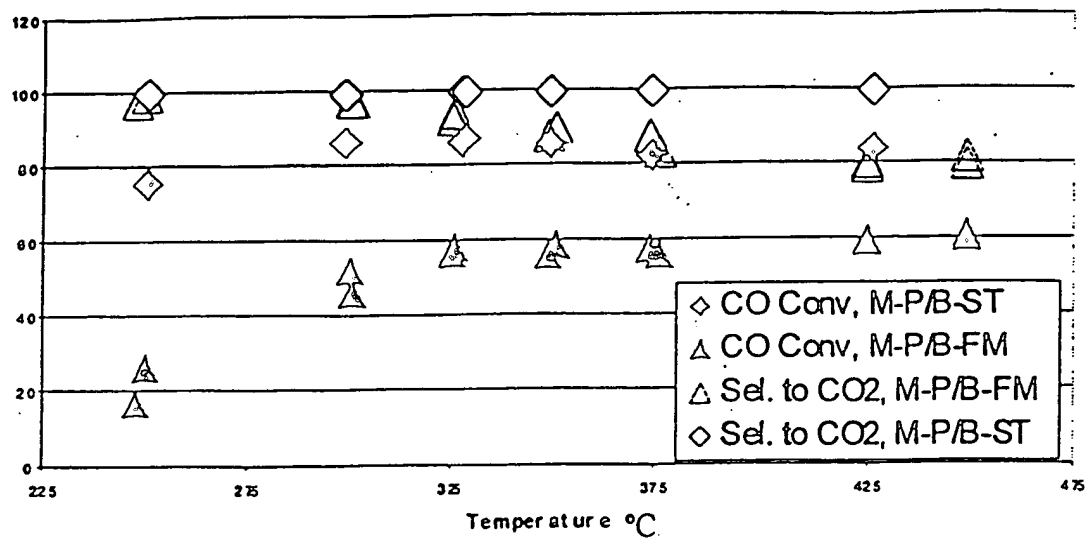 120
100
80
60
40
20
0
225 275 325 375 425 475
Temperature °C
CO Conv, M-P/B-ST
CO Conv, M-P/B-FM
Sel. to CO2, M-P/B-FM
Sel. to CO2, M-P/B-ST